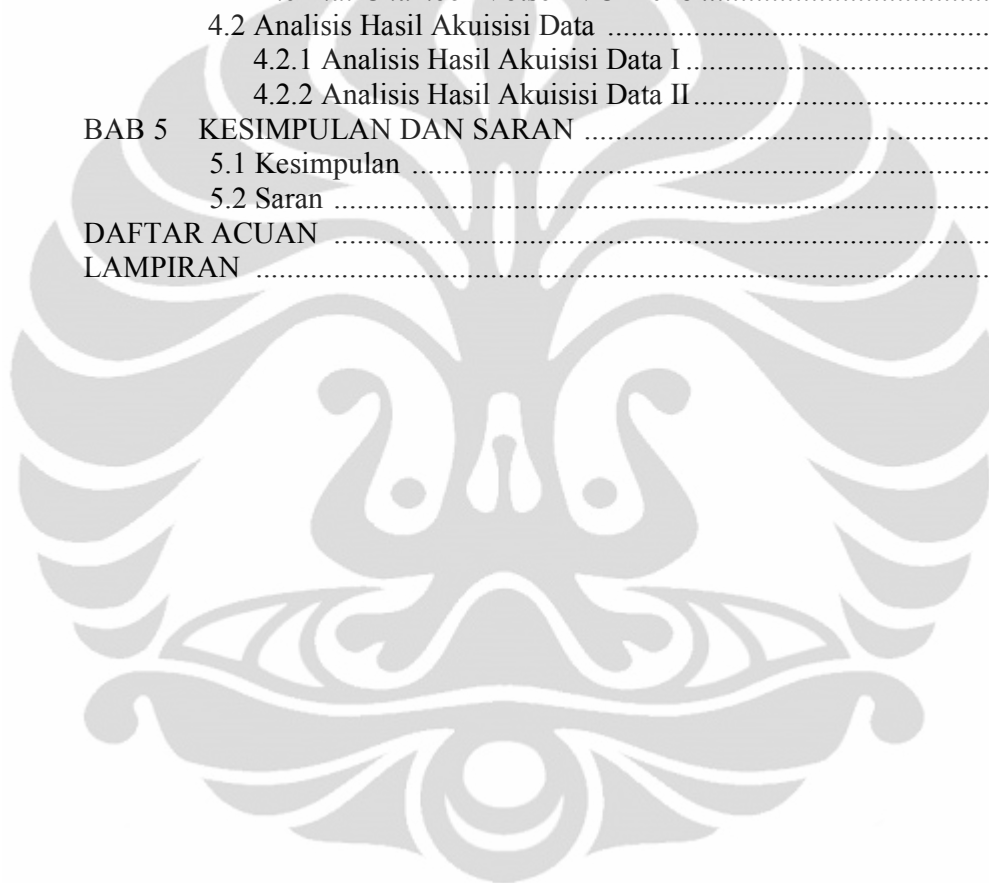 4.2 Analisis Hasil Akuisisi Data ..................................................
4.2.1 Analisis Hasil Akuisisi Data I ........................................
4.2.2 Analisis Hasil Akuisisi Data II .......................................
BAB 5 KESIMPULAN DAN SARAN .....................................................
5.1 Kesimpulan ..........................................................................
5.2 Saran ....................................................................................
DAFTAR ACUAN ...................................................................................
LAMPIRAN .............................................................................................